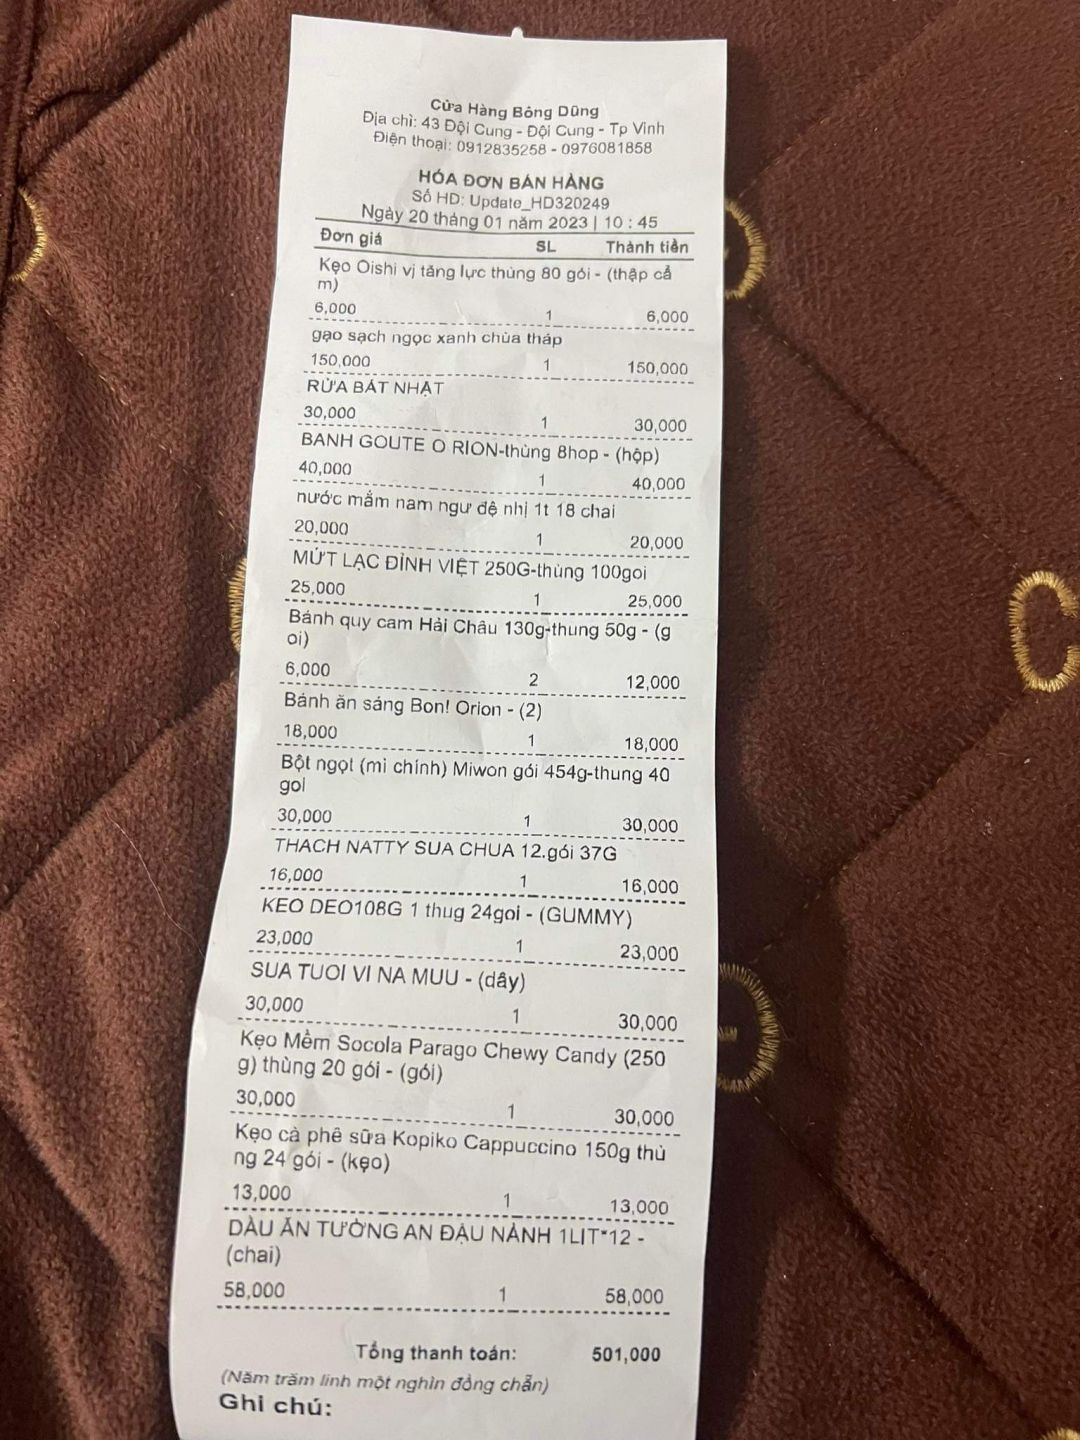 Cửa Hàng Bông Dũng
Địa chỉ: 43 Đội Cung - Đội Cung - Tp Vinh
Điện thoại: 0912835258 - 0976081858
HÓA ĐƠN BÁN HÀNG
Số HD: Update_HD320249
Ngày 20 tháng 01 năm 2023 | 10 : 45
Đơn giá SL Thành tiền
Kẹo Oishi vị tăng lực thùng 80 gói - (thập cẩ
m)
6,000 1 6,000
gạo sạch ngọc xanh chùa tháp
150,000 1 150,000
RỬA BÁT NHẬT
30,000 1 30,000
BANH GOUTE O RION-thùng 8hop - (hộp)
40,000 1 40,000
nước mắm nam ngư đệ nhị 1t 18 chai
20,000 1 20,000
MỨT LẠC ĐÌNH VIỆT 250G-thùng 100goi
25,000 1 25,000
Bánh quy cam Hải Châu 130g-thung 50g - (g
oi)
6,000 2 12,000
Bánh ăn sáng Bon! Orion - (2)
18,000 1 18,000
Bột ngọt (mì chính) Miwon gói 454g-thung 40
goi
30,000 1 30,000
THACH NATTY SUA CHUA 12.gói 37G
16,000 1 16,000
KEO DEO108G 1 thug 24goi - (GUMMY)
23,000 1 23,000
SUA TUOI VI NA MUU - (dây)
30,000 1 30,000
Kẹo Mềm Socola Parago Chewy Candy (250
g) thùng 20 gói - (gói)
30,000 1 30,000
Kẹo cà phê sữa Kopiko Cappuccino 150g thù
ng 24 gói - (kẹo)
13,000 1 13,000
DẦU ĂN TƯỜNG AN ĐẬU NÀNH 1LIT*12 -
(chai)
58,000 1 58,000
Tổng thanh toán: 501,000
(Năm trăm linh một nghìn đồng chẵn)
Ghi chú: